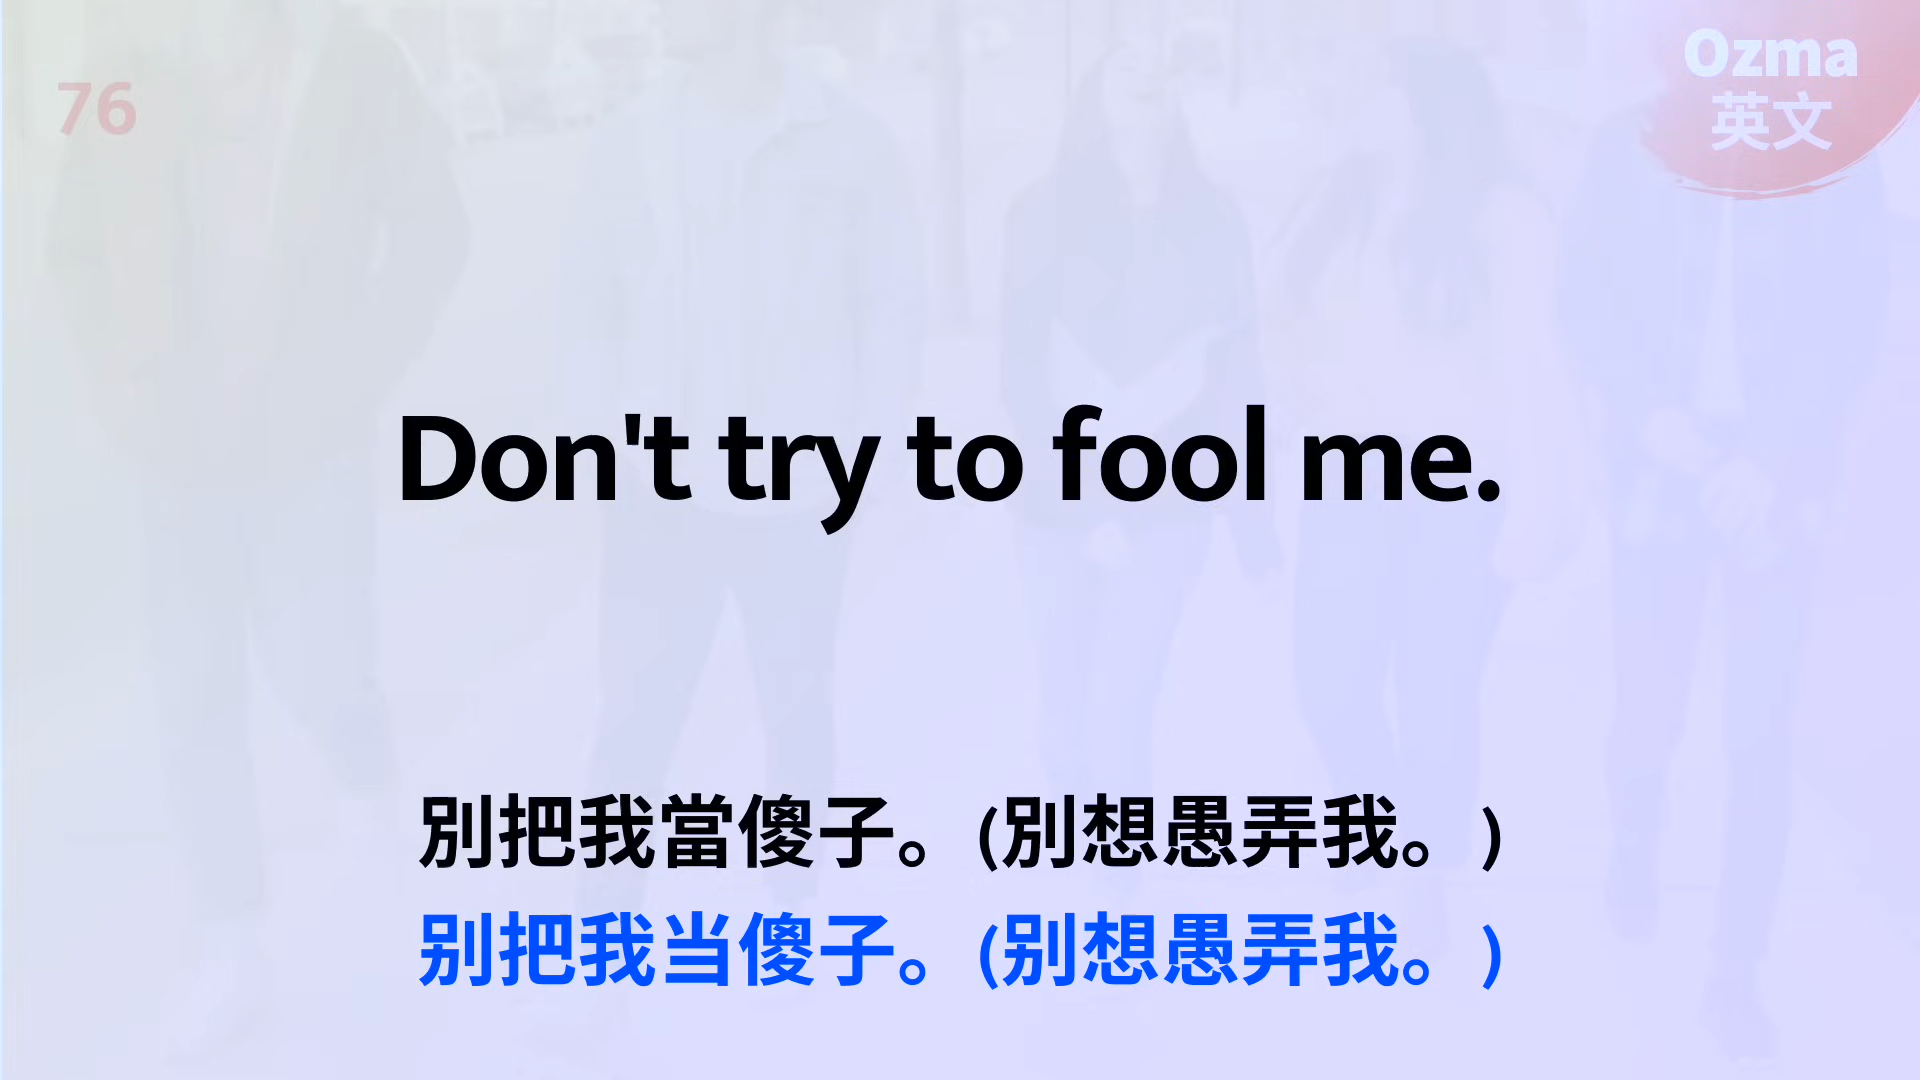 76
Ozma
英文
Don't try to fool me.
別把我當傻子。(別想愚弄我。)
别把我当傻子。(别想愚弄我。)